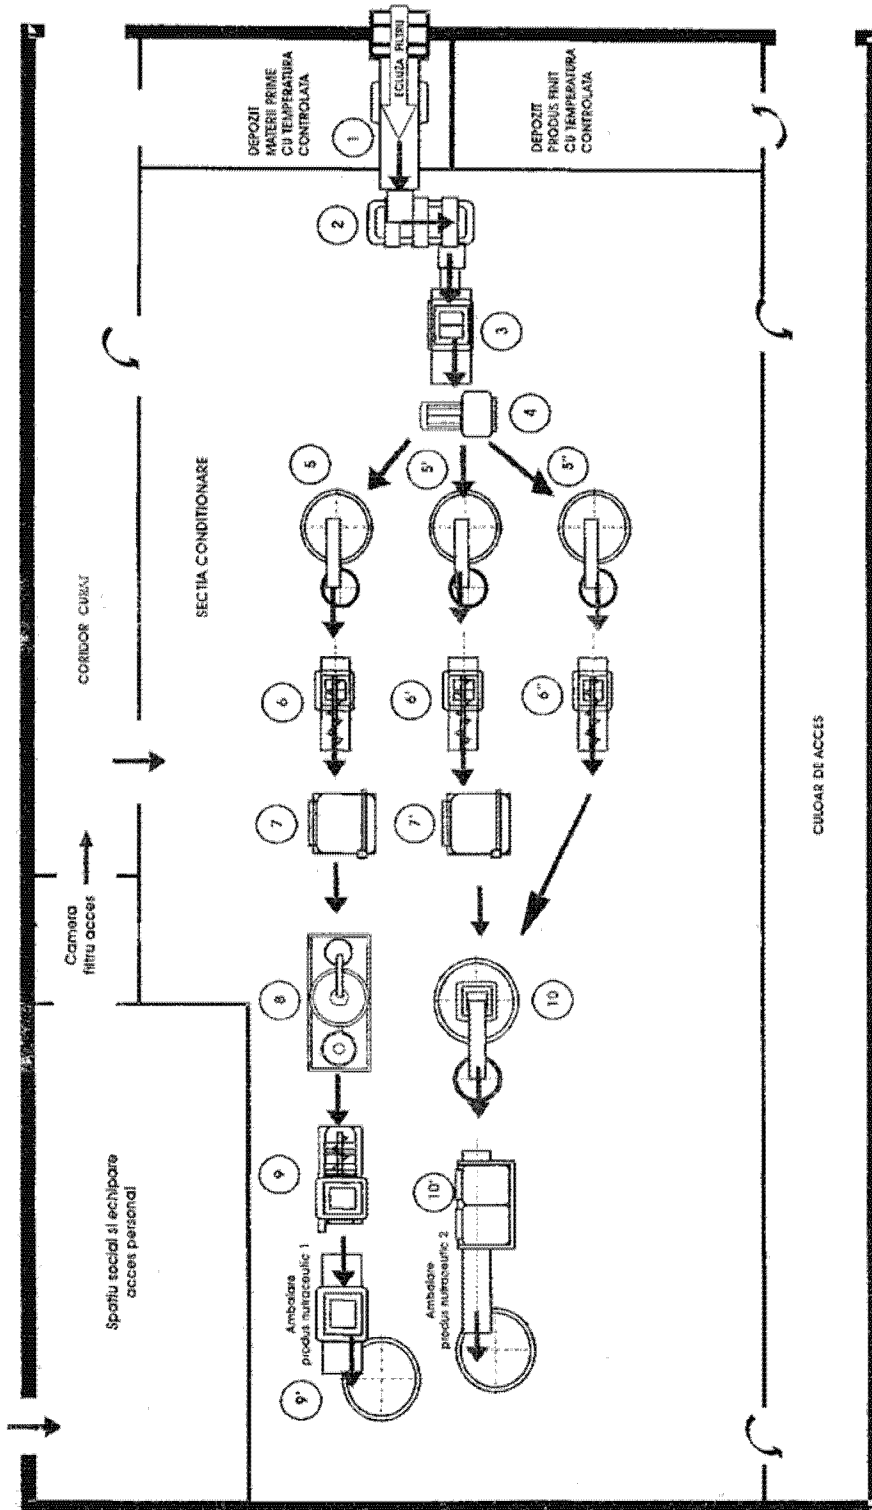 ECLUZA FILTRU
DEPOZIT
MATERII PRIME
CU TEMPERATURA
CONTROLATA
DEPOZIT
PRODUS FINIT
CU TEMPERATURA
CONTROLATA
1
2
3
4
5
5'
5''
SECTIA CONDITIONARE
CORIDOR CURAT
6
6'
6''
7
7'
CULOAR DE ACCES
Camera
filtru acces
8
10
9
10'
Spatiu social si echipare
acces personal
Ambalare
produs nutraceutic 1
Ambalare
produs nutraceutic 2
9'